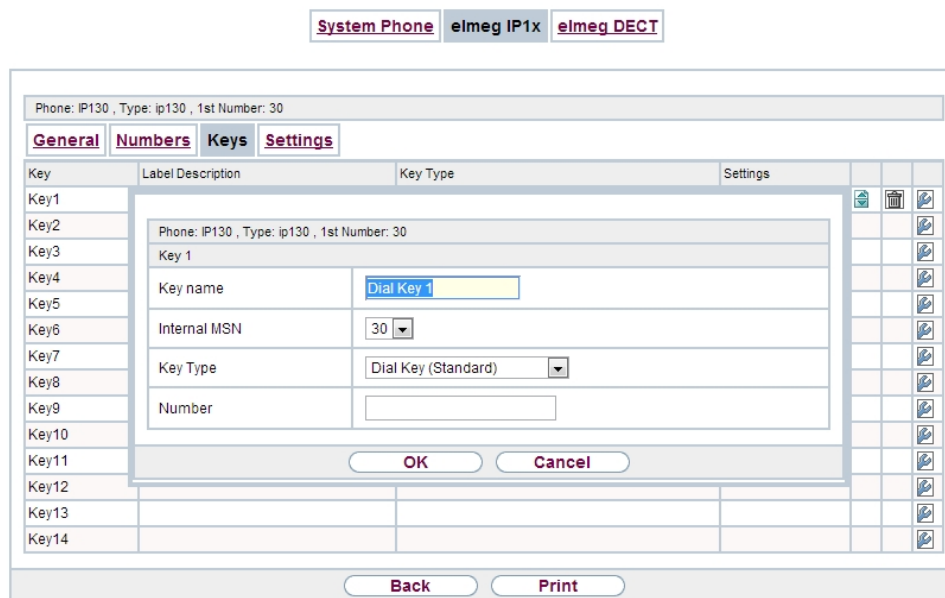 System Phone elmeg IP1x elmeg DECT
Phone: IP130 , Type: ip130 , 1st Number: 30
General Numbers Keys Settings
Key Label Description Key Type Settings
Key1
Key2
Key3
Key4
Key5
Key6
Key7
Key8
Key9
Key10
Key11
Key12
Key13
Key14
Phone: IP130 , Type: ip130 , 1st Number: 30
Key 1
Key name Dial Key 1
Internal MSN 30
Key Type Dial Key (Standard)
Number
OK Cancel
Back Print